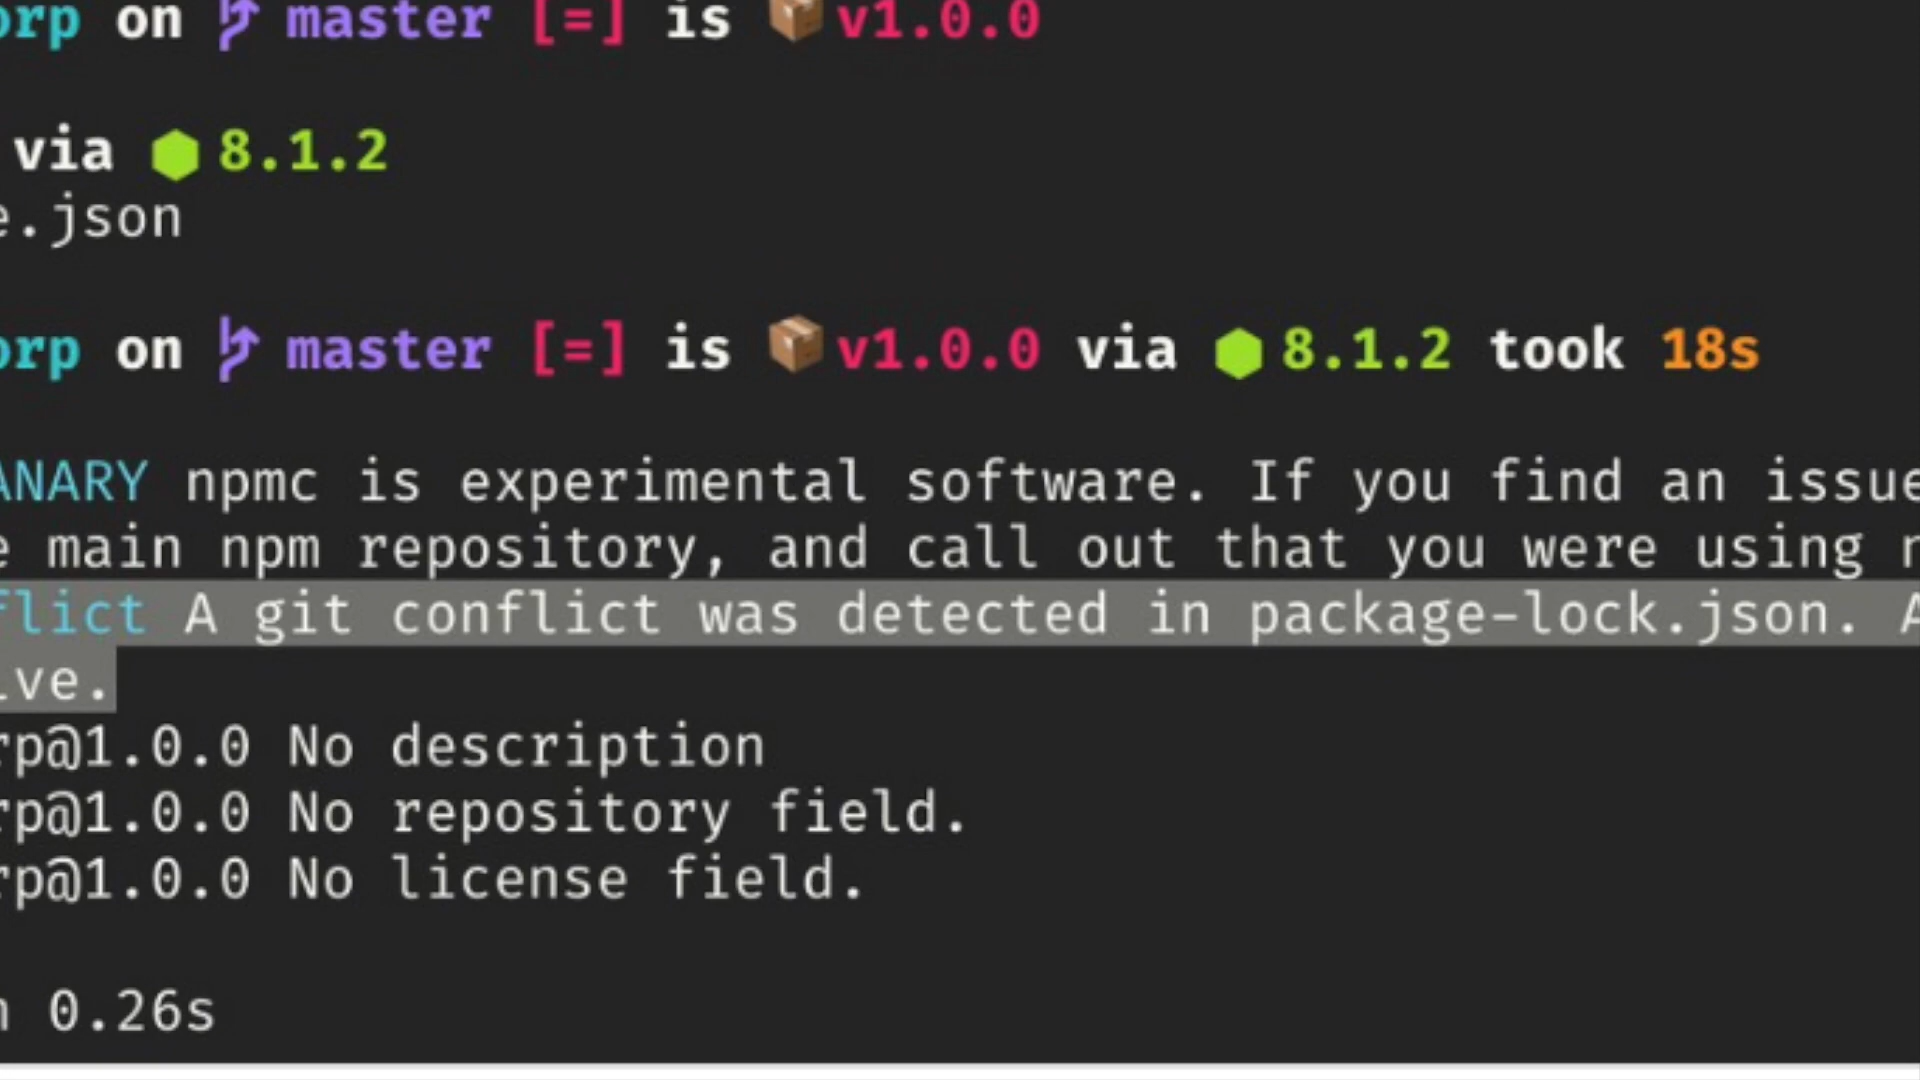 orp on master [=] is v1.0.0
via 8.1.2
e.json
orp on master [=] is v1.0.0 via 8.1.2 took 18s
ANARY npmc is experimental software. If you find an issue
e main npm repository, and call out that you were using n
flict A git conflict was detected in package-lock.json. A
ive.
rp@1.0.0 No description
rp@1.0.0 No repository field.
rp@1.0.0 No license field.
n 0.26s